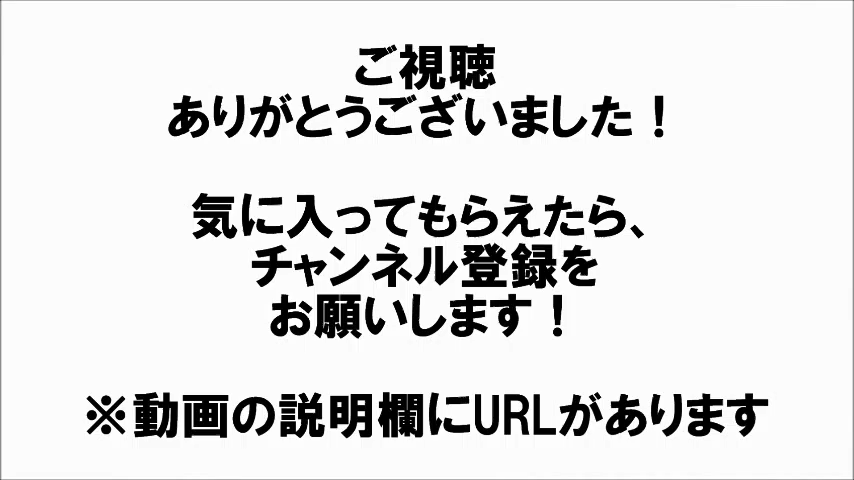 ご視聴
ありがとうございました！
気に入ってもらえたら、
チャンネル登録を
お願いします！
※動画の説明欄にURLがあります